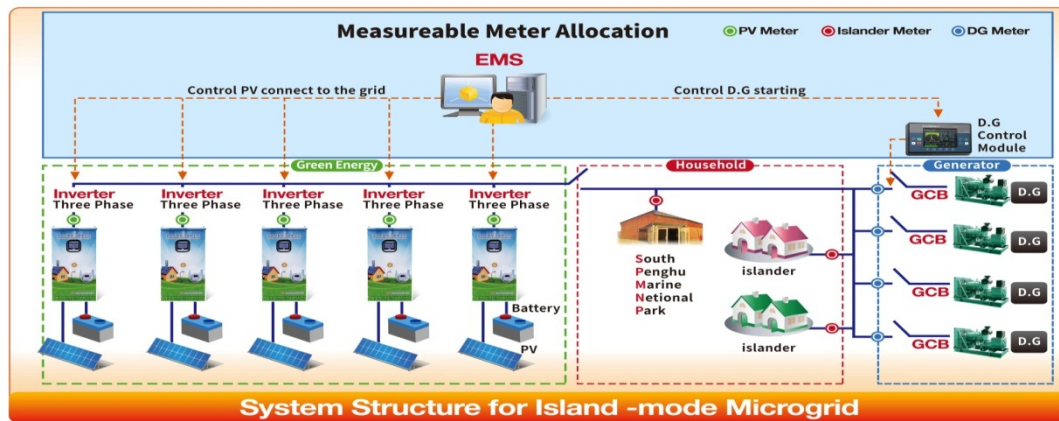 Measureable Meter Allocation
PV Meter
Islander Meter
DG Meter
EMS
Control PV connect to the grid
Control D.G starting
D.G
Control
Module
Green Energy
Household
Generator
Inverter
Three Phase
Inverter
Three Phase
Inverter
Three Phase
Inverter
Three Phase
Inverter
Three Phase
GCB
D.G
South
Penghu
Marine
Netional
Park
islander
GCB
D.G
GCB
D.G
islander
GCB
D.G
Battery
PV
System Structure for Island -mode Microgrid